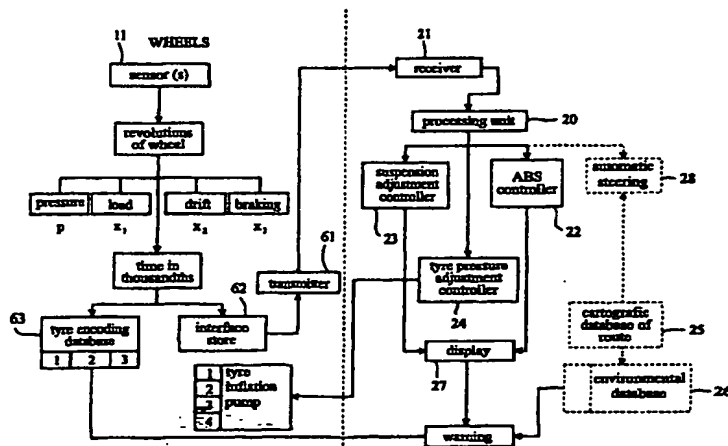 11
WHEELS
sensor (s)
revolutions
of wheel
pressure
load
drift
braking
p
x₁
x₂
x₃
time in
thousandths
63
tyre encoding
database
1 2 3
62
interface
store
61
transmitter
1
2
3
4
tyre
inflation
pump
21
receiver
processing unit
20
suspension
adjustment
controller
23
ABS
controller
22
automatic
steering
28
tyre pressure
adjustment
controller
24
cartografic
database of
route
25
display
27
environmental
database
26
warning